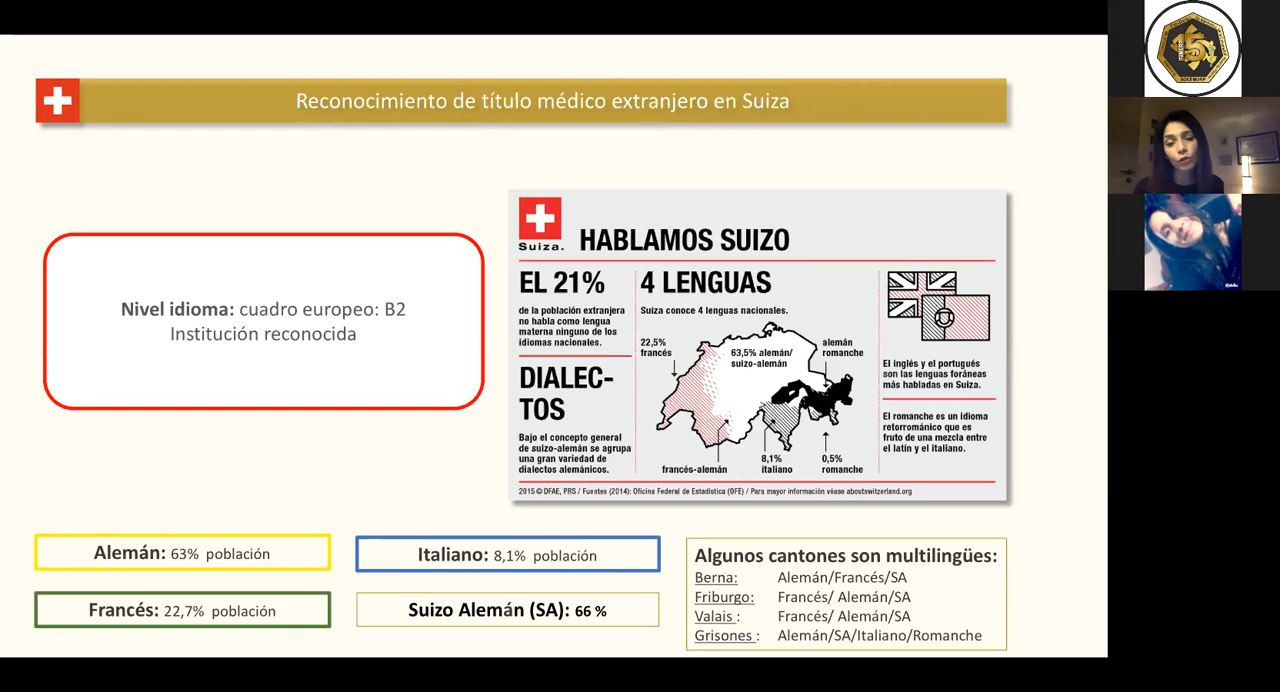 Reconocimiento de título médico extranjero en Suiza
Nivel idioma: cuadro europeo: B2
Institución reconocida
Suiza.
HABLAMOS SUIZO
EL 21%
de la población extranjera
no habla como lengua
materna ninguno de los
idiomas nacionales.
DIALEC-
TOS
Bajo el concepto general
de suizo-alemán se agrupa
una gran variedad de
dialectos alemánicos.
4 LENGUAS
Suiza conoce 4 lenguas nacionales.
22,5%
francés
63,5% alemán/
suizo-alemán
alemán
romanche
francés-alemán
8,1%
italiano
0,5%
romanche
El inglés y el portugués
son las lenguas foráneas
más habladas en Suiza.
El romanche es un idioma
retorrománico que es
fruto de una mezcla entre
el latín y el italiano.
2015 © DFAE, PRS / Fuentes (2014): Oficina Federal de Estadística (OFE) / Para mayor información véase aboutswitzerland.org
Alemán: 63% población
Italiano: 8,1% población
Francés: 22,7% población
Suizo Alemán (SA): 66 %
Algunos cantones son multilingües:
Berna: Alemán/Francés/SA
Friburgo: Francés/ Alemán/SA
Valais : Francés/ Alemán/SA
Grisones : Alemán/SA/Italiano/Romanche
15
SOCEMURP